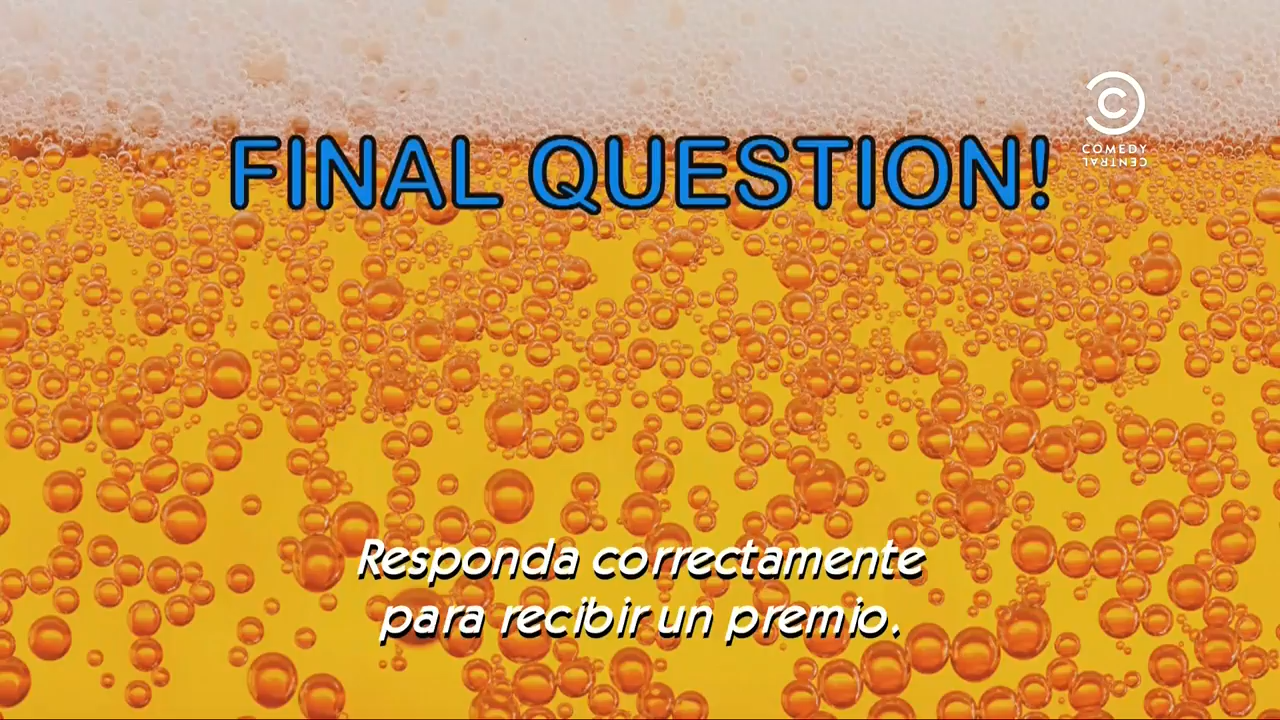 FINAL QUESTION!
COMEDY
CENTRAL
Responda correctamente
para recibir un premio.